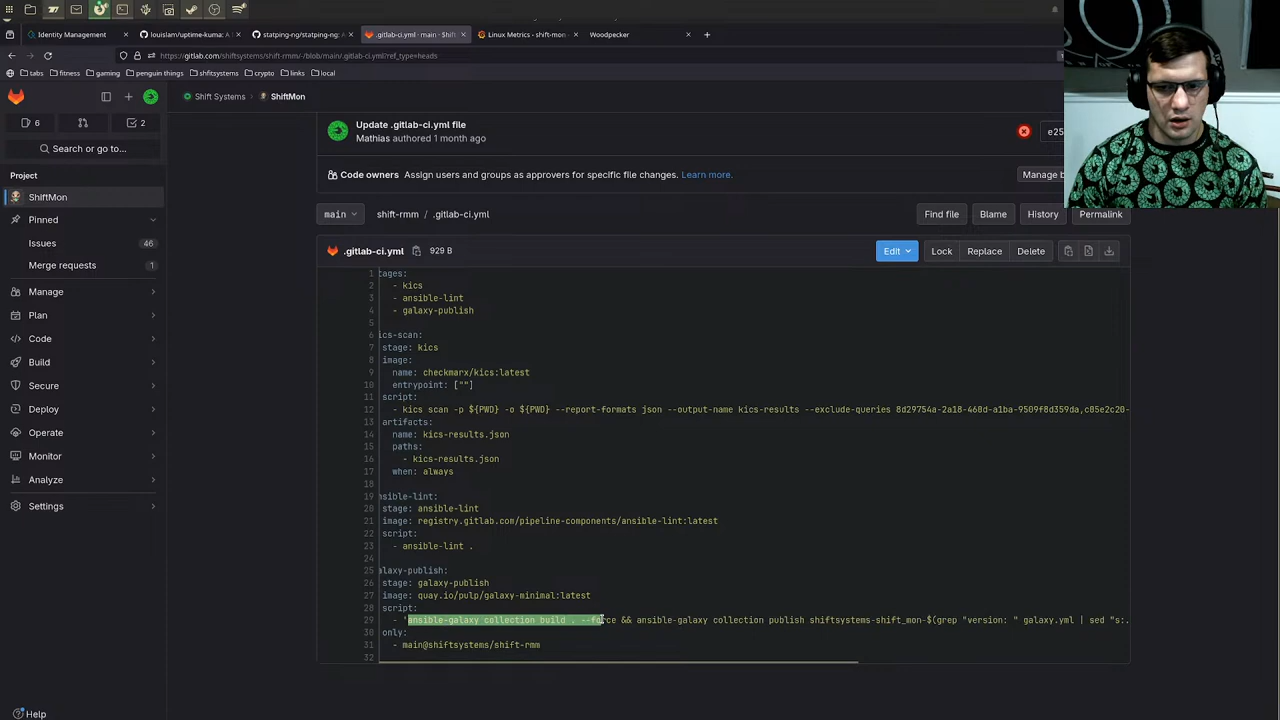 Identity Management
louislam/uptime-kuma: A
statping-ng/statping-ng: A
.gitlab-ci.yml · main · Shift
Linux Metrics - shift-mon
Woodpecker
https://gitlab.com/shiftsystems/shift-rmm/-/blob/main/.gitlab-ci.yml?ref_type=heads
tabs
fitness
gaming
penguin things
shfitsystems
crypto
links
local
Shift Systems
ShiftMon
6
2
Search or go to...
Project
ShiftMon
Pinned
Issues
46
Merge requests
1
Manage
Plan
Code
Build
Secure
Deploy
Operate
Monitor
Analyze
Settings
Help
Update .gitlab-ci.yml file
Mathias authored 1 month ago
e25
Code owners Assign users and groups as approvers for specific file changes. Learn more.
Manage b
main
shift-rmm / .gitlab-ci.yml
Find file
Blame
History
Permalink
.gitlab-ci.yml
929 B
Edit
Lock
Replace
Delete
1 tages:
2 - kics
3 - ansible-lint
4 - galaxy-publish
5
6 ics-scan:
7 stage: kics
8 image:
9 name: checkmarx/kics:latest
10 entrypoint: [""]
11 script:
12 - kics scan -p ${PWD} -o ${PWD} --report-formats json --output-name kics-results --exclude-queries 8d29754a-2a18-460d-a1ba-9509f8d359da,c05e2c20-
13 artifacts:
14 name: kics-results.json
15 paths:
16 - kics-results.json
17 when: always
18
19 nsible-lint:
20 stage: ansible-lint
21 image: registry.gitlab.com/pipeline-components/ansible-lint:latest
22 script:
23 - ansible-lint .
24
25 alaxy-publish:
26 stage: galaxy-publish
27 image: quay.io/pulp/galaxy-minimal:latest
28 script:
29 - 'ansible-galaxy collection build . --force && ansible-galaxy collection publish shiftsystems-shift_mon-$(grep "version: " galaxy.yml | sed "s:.
30 only:
31 - main@shiftsystems/shift-rmm
32